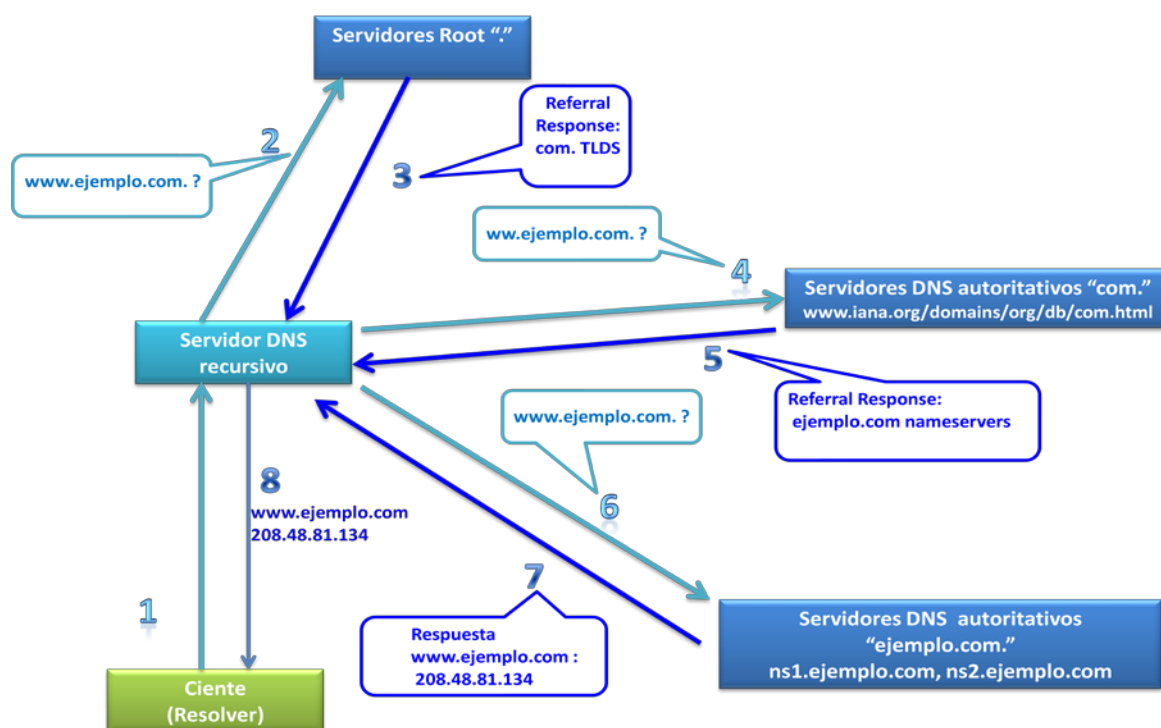 Servidores Root “.”
2
Referral
Response:
com. TLDS
3
www.ejemplo.com. ?
ww.ejemplo.com. ?
4
Servidores DNS autoritativos “com.”
www.iana.org/domains/org/db/com.html
Servidor DNS
recursivo
5
Referral Response:
ejemplo.com nameservers
www.ejemplo.com. ?
6
8
www.ejemplo.com
208.48.81.134
7
1
Respuesta
www.ejemplo.com :
208.48.81.134
Servidores DNS autoritativos
“ejemplo.com.”
ns1.ejemplo.com, ns2.ejemplo.com
Ciente
(Resolver)